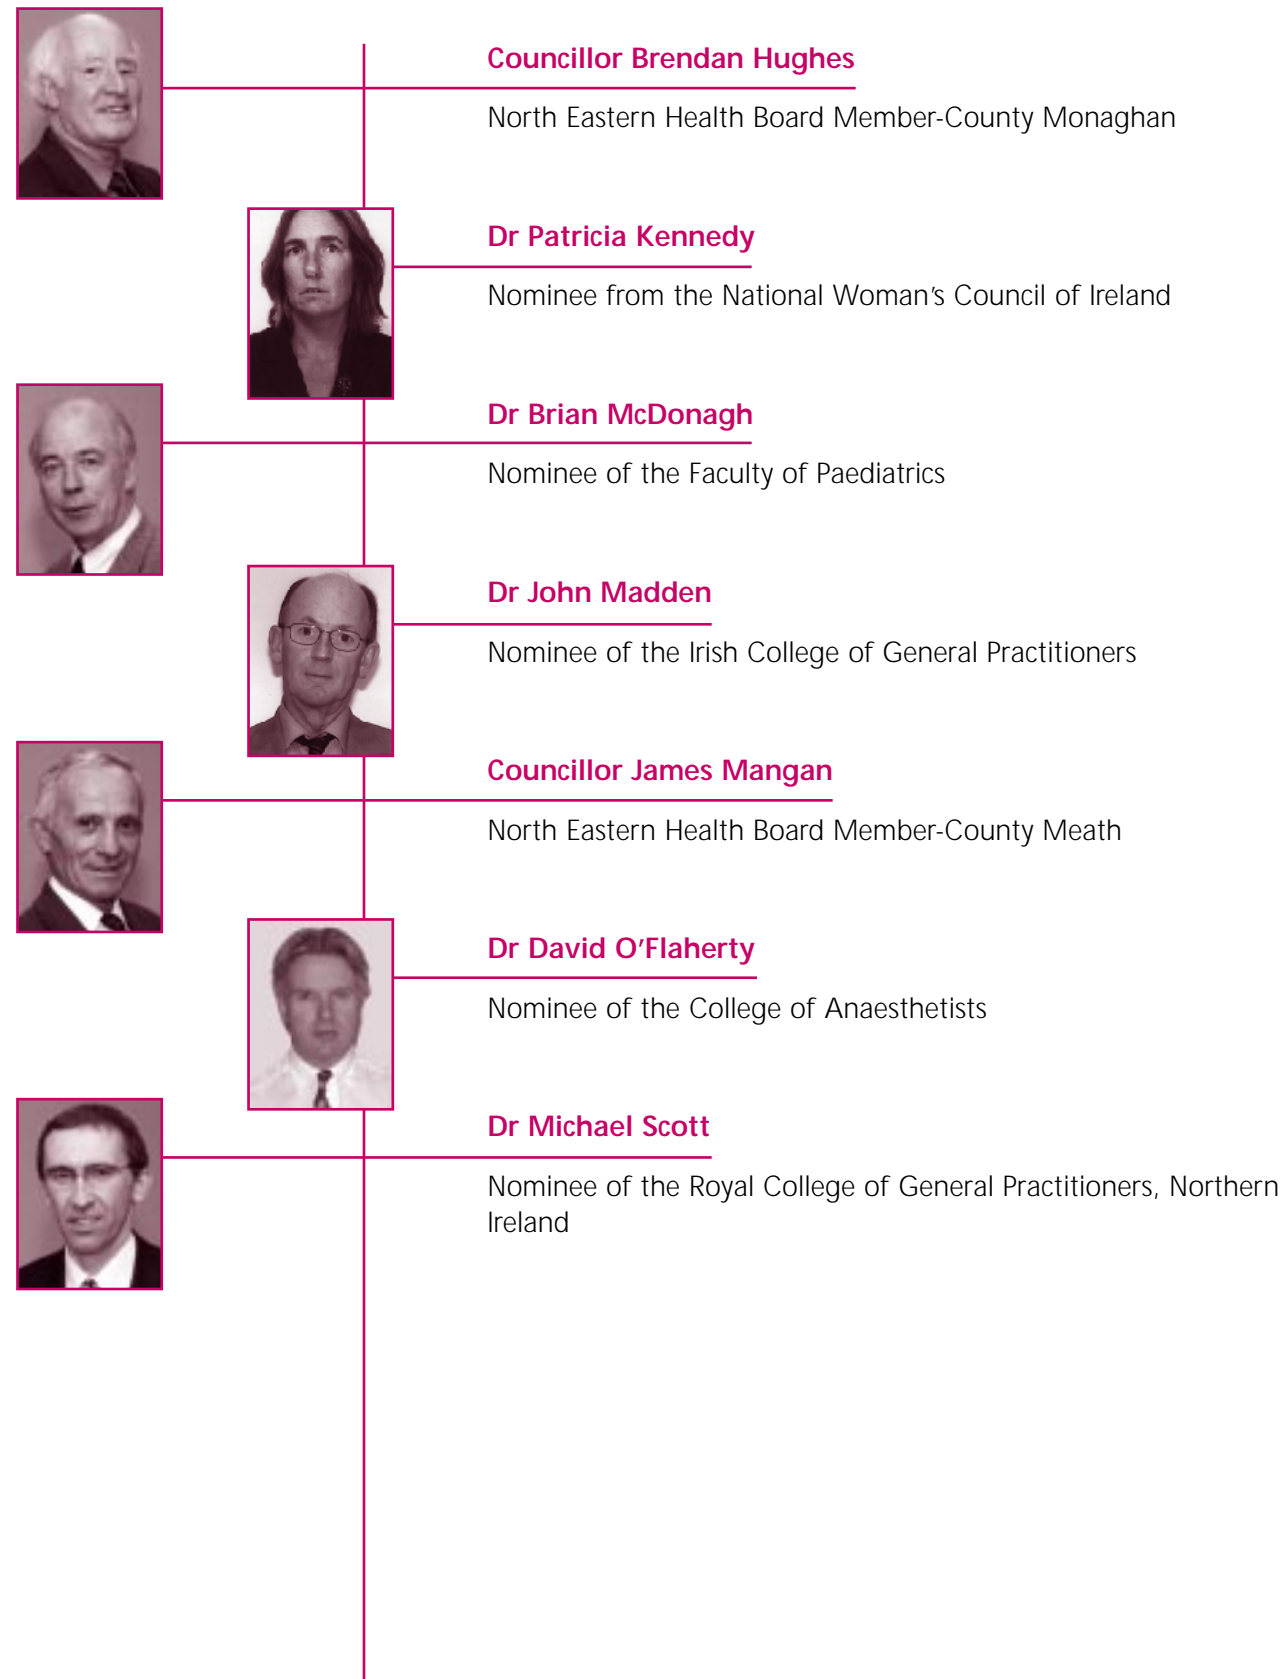 Councillor Brendan Hughes
North Eastern Health Board Member-County Monaghan
Dr Patricia Kennedy
Nominee from the National Woman's Council of Ireland
Dr Brian McDonagh
Nominee of the Faculty of Paediatrics
Dr John Madden
Nominee of the Irish College of General Practitioners
Councillor James Mangan
North Eastern Health Board Member-County Meath
Dr David O'Flaherty
Nominee of the College of Anaesthetists
Dr Michael Scott
Nominee of the Royal College of General Practitioners, Northern
Ireland